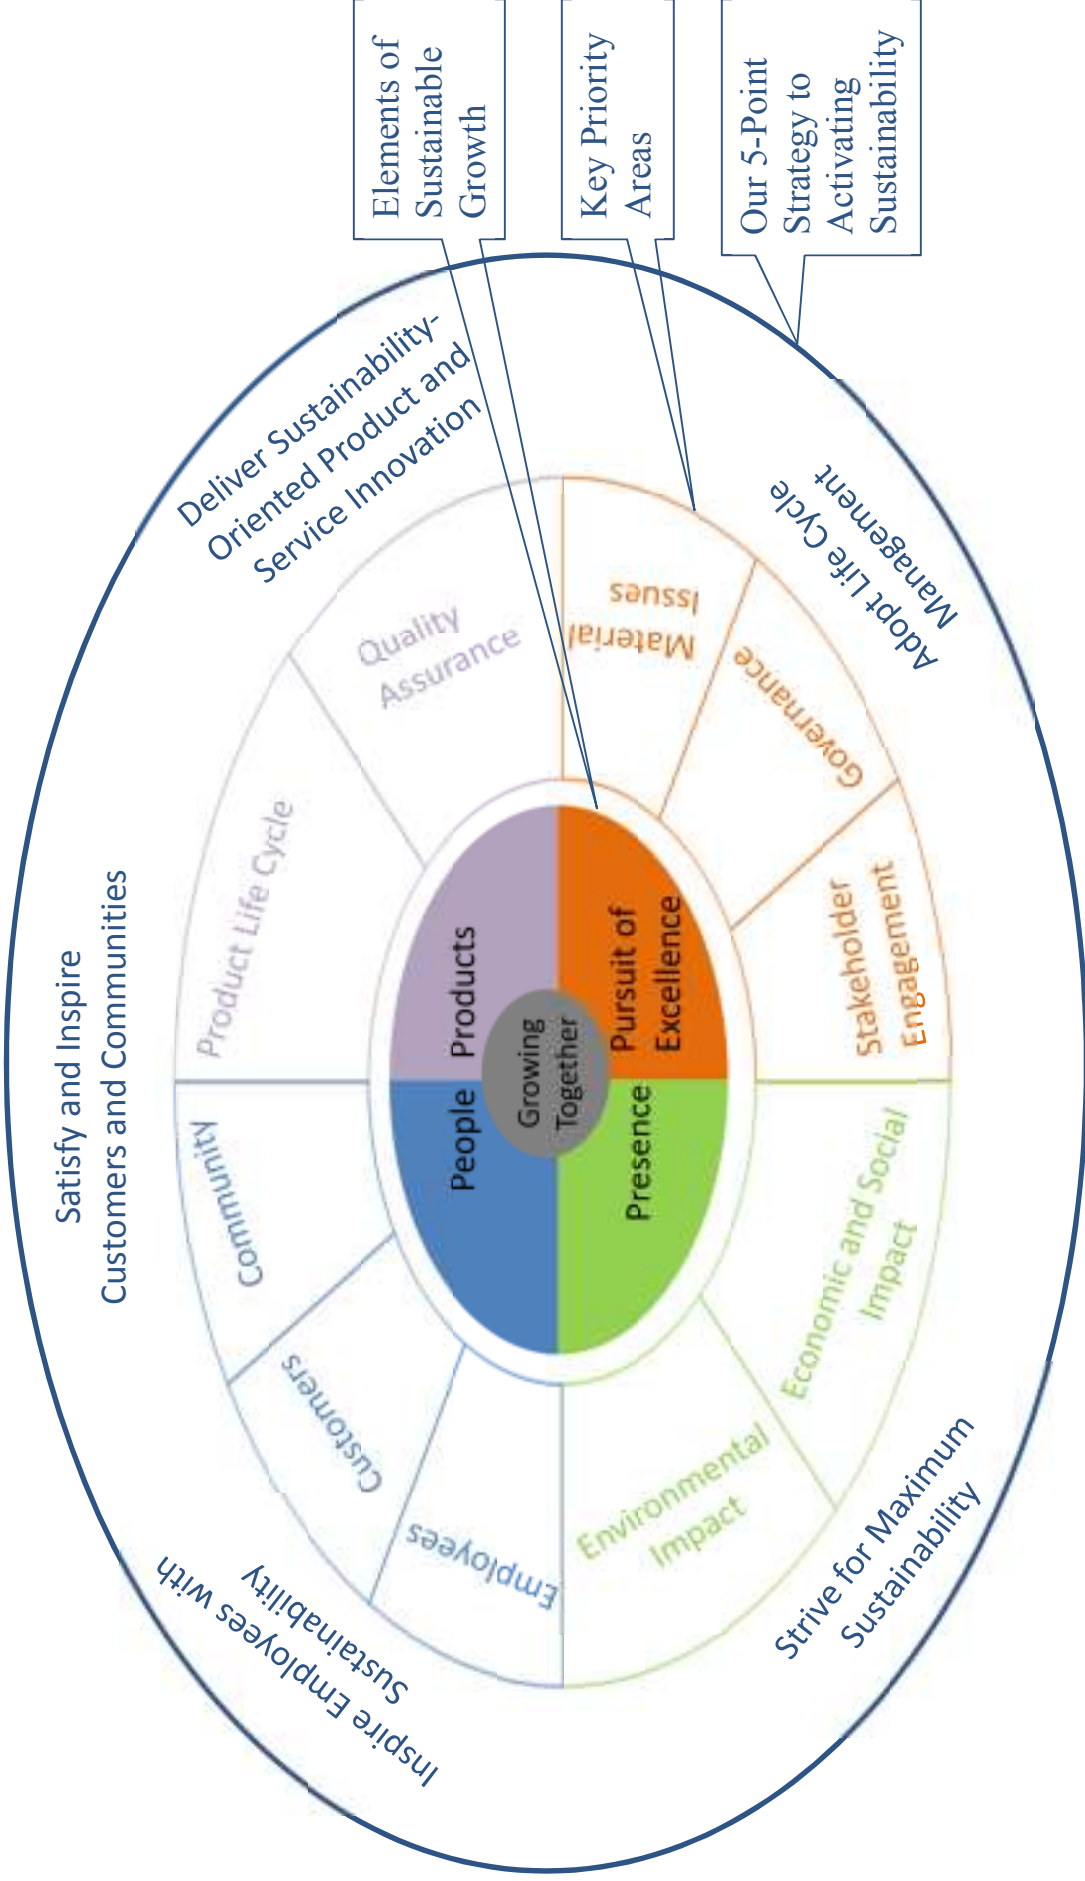 Satisfy and Inspire
Customers and Communities
Inspire Employees with
Sustainability
Deliver Sustainability-
Oriented Product and
Service Innovation
Strive for Maximum
Sustainability
Adopt Life Cycle
Management
Community
Customers
Employees
Product Life Cycle
Quality
Assurance
Environmental
Impact
Economic and Social
Impact
Stakeholder
Engagement
Governance
Material
Issues
People
Products
Presence
Pursuit of
Excellence
Growing
Together
Elements of
Sustainable
Growth
Key Priority
Areas
Our 5-Point
Strategy to
Activating
Sustainability